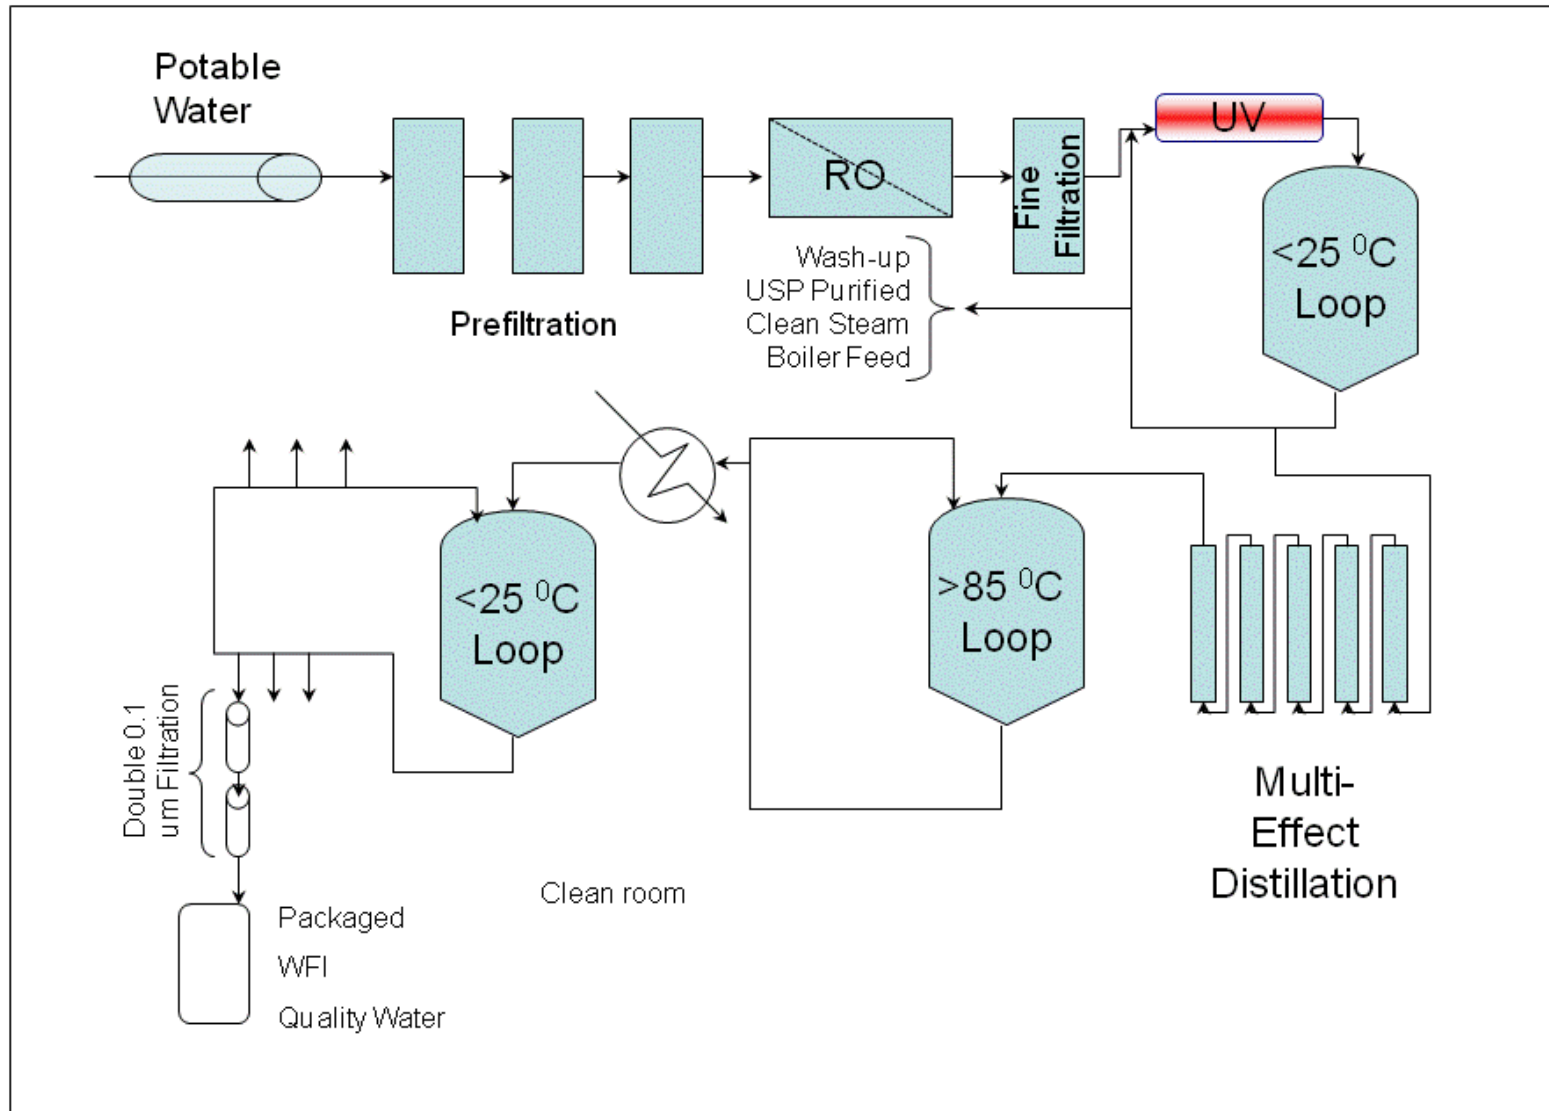 Potable
Water
UV
RO
Fine
Filtration
<25 ⁰C
Loop
Wash-up
USP Purified
Clean Steam
Boiler Feed
Prefiltration
<25 ⁰C
Loop
>85 ⁰C
Loop
Double 0.1
um Filtration
Multi-
Effect
Distillation
Clean room
Packaged
WFI
Quality Water